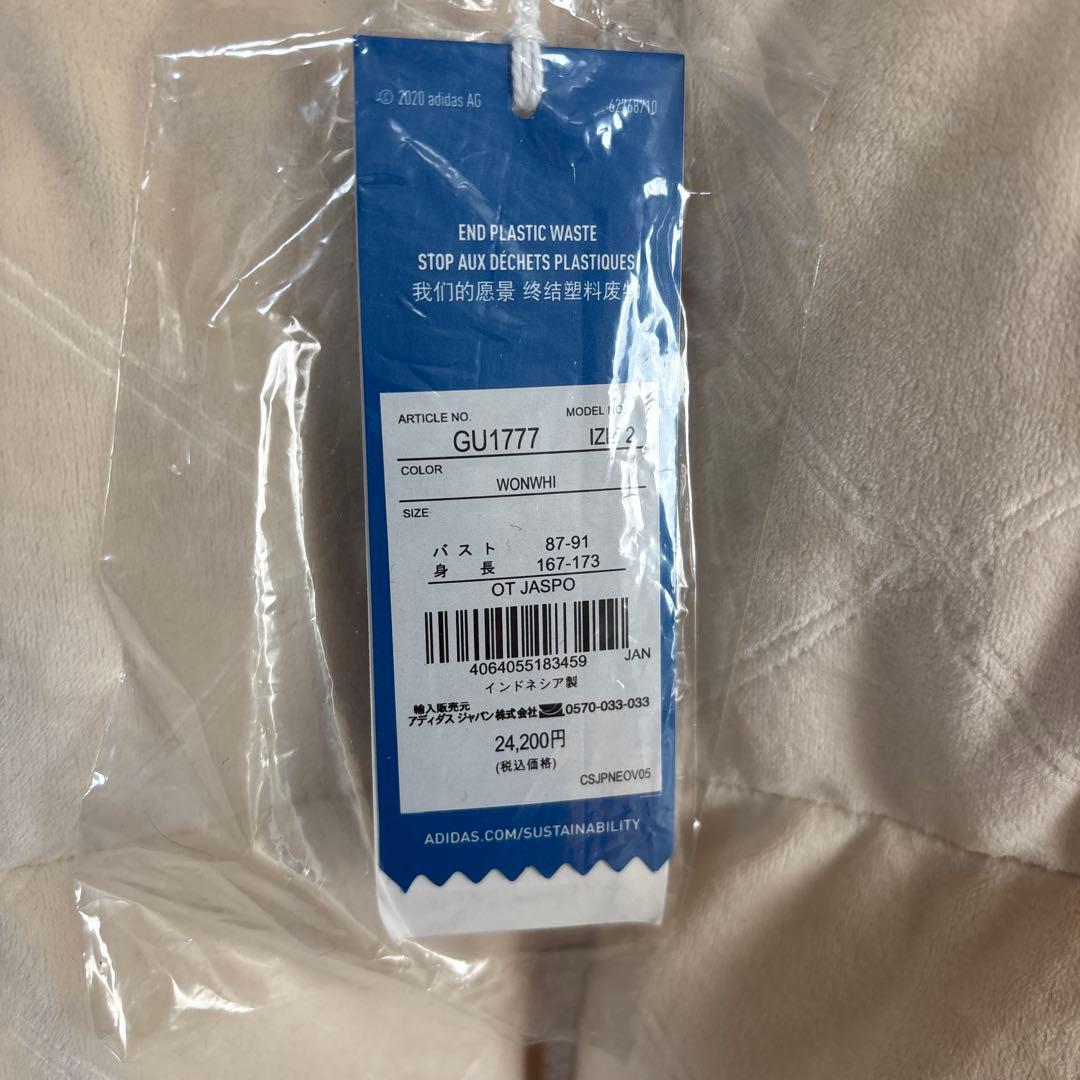 © 2020 adidas AG
62768710
END PLASTIC WASTE
STOP AUX DÉCHETS PLASTIQUES
我们的愿景 终结塑料废物
ARTICLE NO. MODEL NO.
GU1777
COLOR
WONWHI
SIZE
バスト 87-91
身長 167-173
OT JASPO
4064055183459 JAN
インドネシア製
輸入販売元
アディダス ジャパン株式会社 0570-033-033
24,200円
(税込価格)
CSJPNEOV05
ADIDAS.COM/SUSTAINABILITY